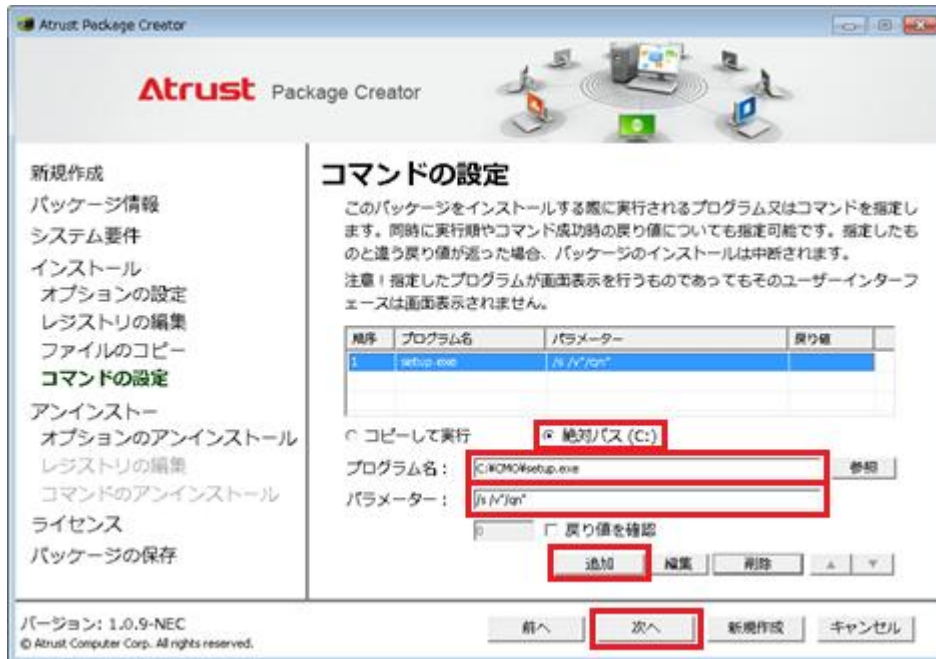 Atrust Package Creator
Atrust Package Creator
新規作成
パッケージ情報
システム要件
インストール
オプションの設定
レジストリの編集
ファイルのコピー
コマンドの設定
アンインストー
オプションのアンインストール
レジストリの編集
コマンドのアンインストール
ライセンス
パッケージの保存
コマンドの設定
このパッケージをインストールする際に実行されるプログラム又はコマンドを指定し
ます。同時に実行順やコマンド成功時の戻り値についても指定可能です。指定したも
のと違う戻り値が返った場合、パッケージのインストールは中断されます。
注意！指定したプログラムが画面表示を行うものであってもそのユーザーインターフ
ェースは画面表示されません。
順序 プログラム名 パラメーター 戻り値
1 setup.exe /s /v"/qn"
コピーして実行 絶対パス (C:)
プログラム名： C:¥CMO¥setup.exe 参照
パラメーター： /s /v"/qn"
0 戻り値を確認
追加 編集 削除
バージョン: 1.0.9-NEC
© Atrust Computer Corp. All rights reserved.
前へ 次へ 新規作成 キャンセル